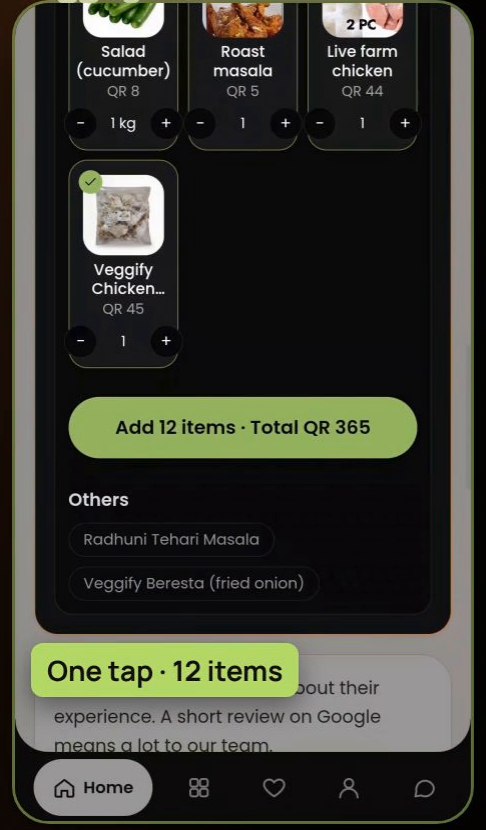 2 PC
Salad
(cucumber)
QR 8
- 1 kg +
Roast
masala
QR 5
- 1 +
Live farm
chicken
QR 44
- 1 +
Veggify
Chicken...
QR 45
- 1 +
Add 12 items · Total QR 365
Others
Radhuni Tehari Masala
Veggify Beresta (fried onion)
One tap · 12 items
bout their
experience. A short review on Google
means a lot to our team.
Home